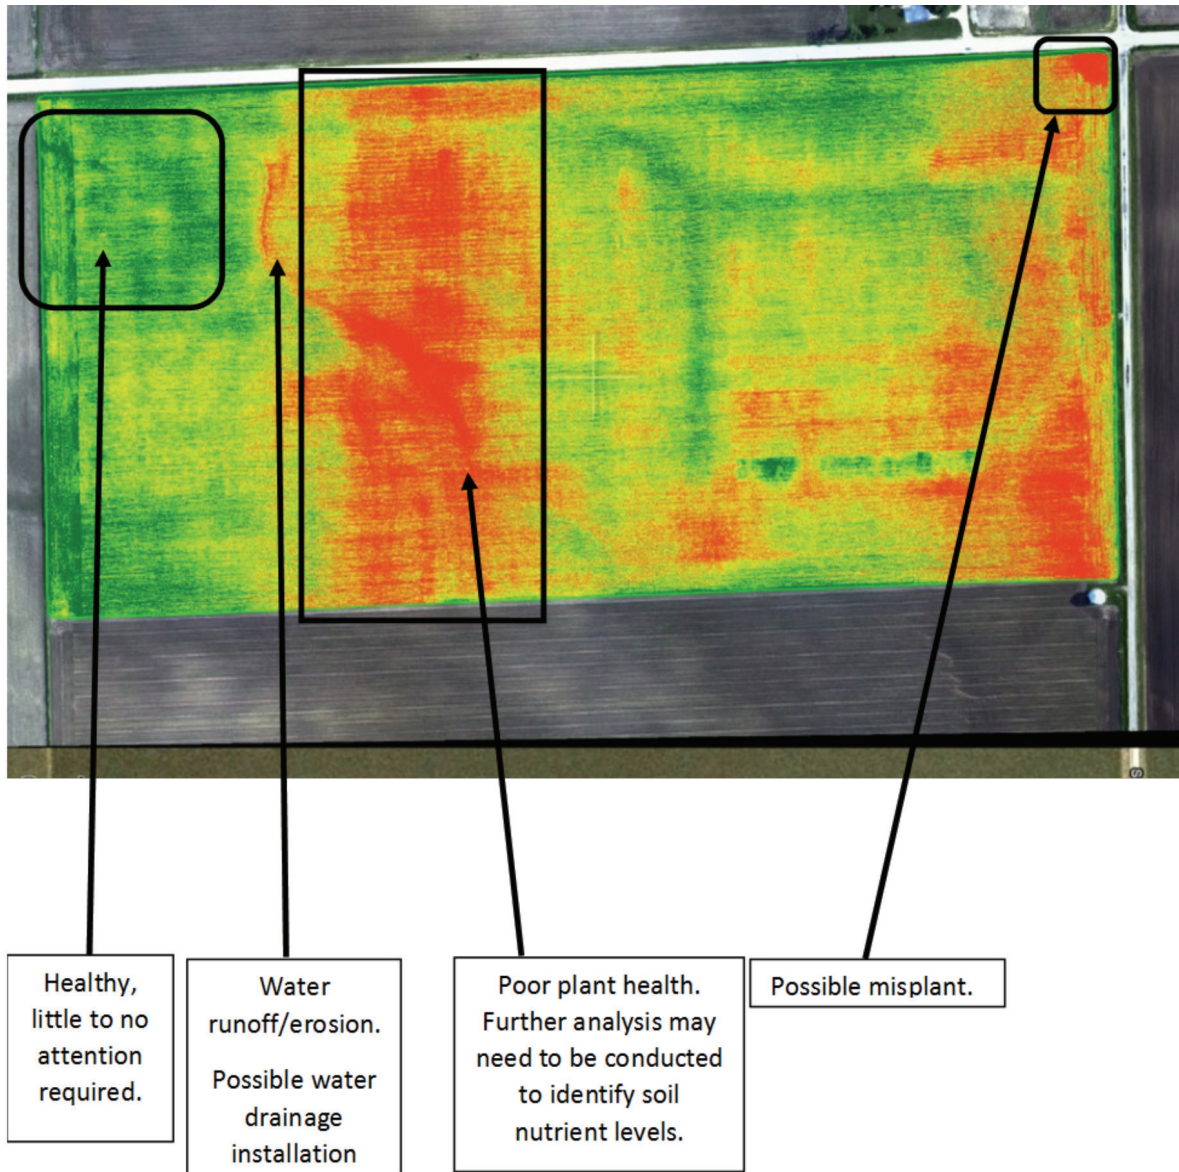 Healthy,
little to no
attention
required.
Water
runoff/erosion.
Possible water
drainage
installation
Poor plant health.
Further analysis may
need to be conducted
to identify soil
nutrient levels.
Possible misplant.